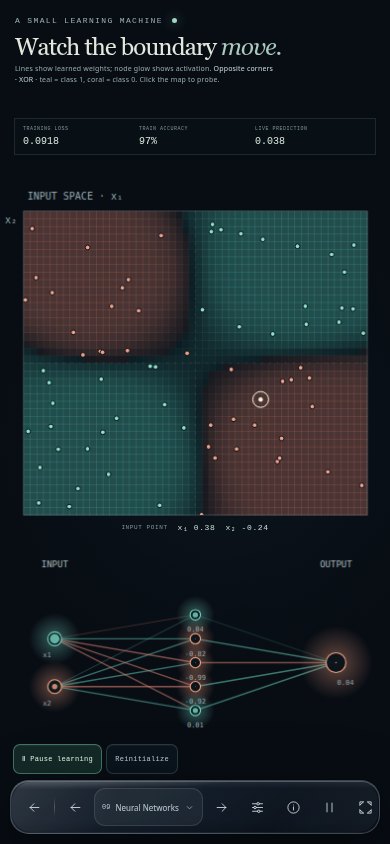 A SMALL LEARNING MACHINE
Watch the boundary move.
Lines show learned weights; node glow shows activation. Opposite corners
· XOR · teal = class 1, coral = class 0. Click the map to probe.
TRAINING LOSS TRAIN ACCURACY LIVE PREDICTION
0.0918 97% 0.038
INPUT SPACE · x₁
X₂
INPUT POINT x₁ 0.38 x₂ -0.24
INPUT OUTPUT
0.04
x1
-0.82
-0.99
0.04
x2
-0.92
0.01
Ⅱ Pause learning Reinitialize
09 Neural Networks